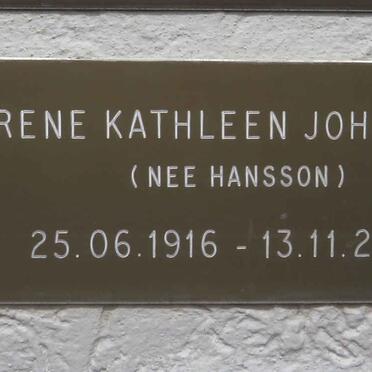 RENE KATHLEEN JOH
(NEE HANSSON)
25.06.1916 - 13.11.2